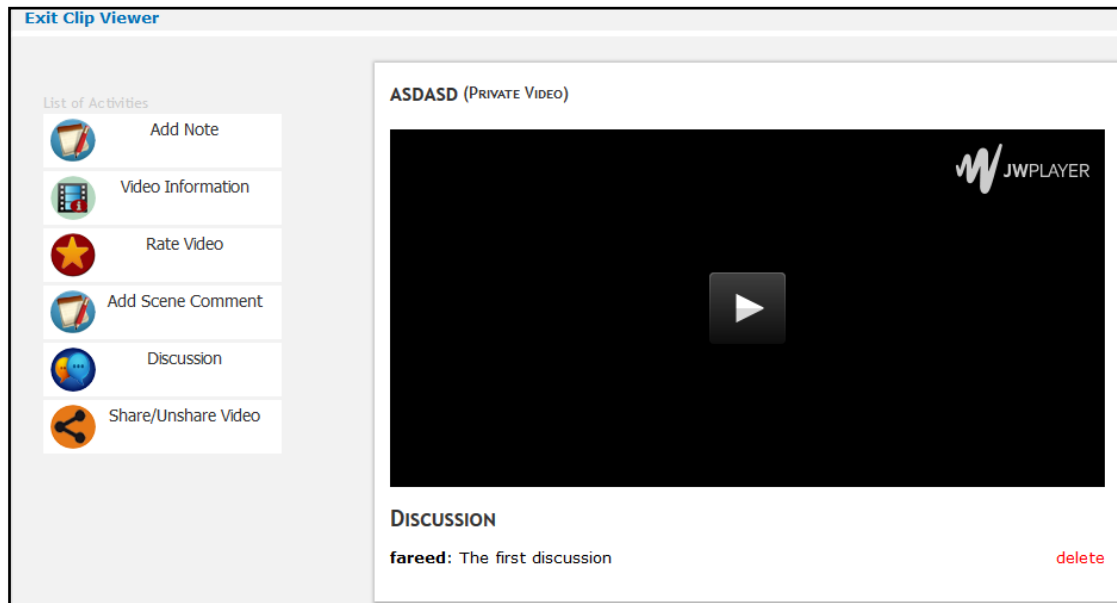 Exit Clip Viewer
List of Activities
Add Note
Video Information
Rate Video
Add Scene Comment
Discussion
Share/Unshare Video
ASDASD (PRIVATE VIDEO)
JWPLAYER
DISCUSSION
fareed: The first discussion
delete